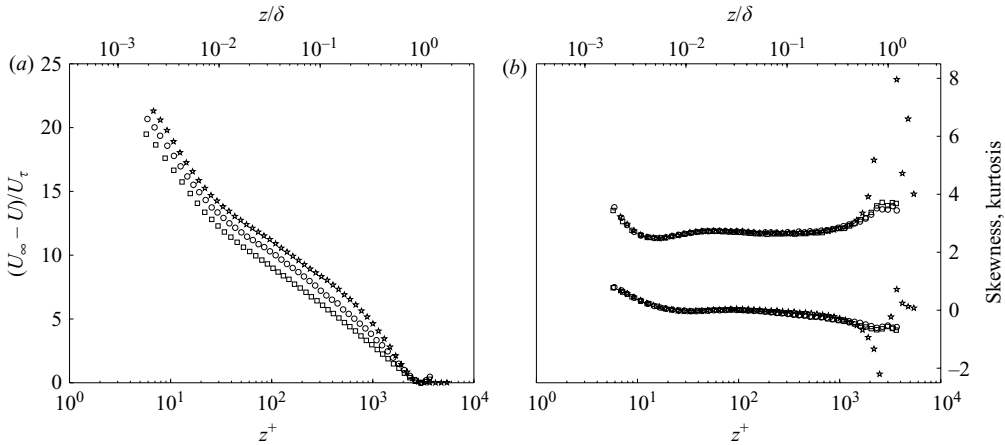 z/δ z/δ
10⁻³ 10⁻² 10⁻¹ 10⁰ 10⁻³ 10⁻² 10⁻¹ 10⁰
(a) (b)
25
20
15
10
5
0
(U∞ – U)/Uτ
10⁰ 10¹ 10² 10³ 10⁴
z⁺
8
6
4
2
0
–2
Skewness, kurtosis
10⁰ 10¹ 10² 10³ 10⁴
z⁺